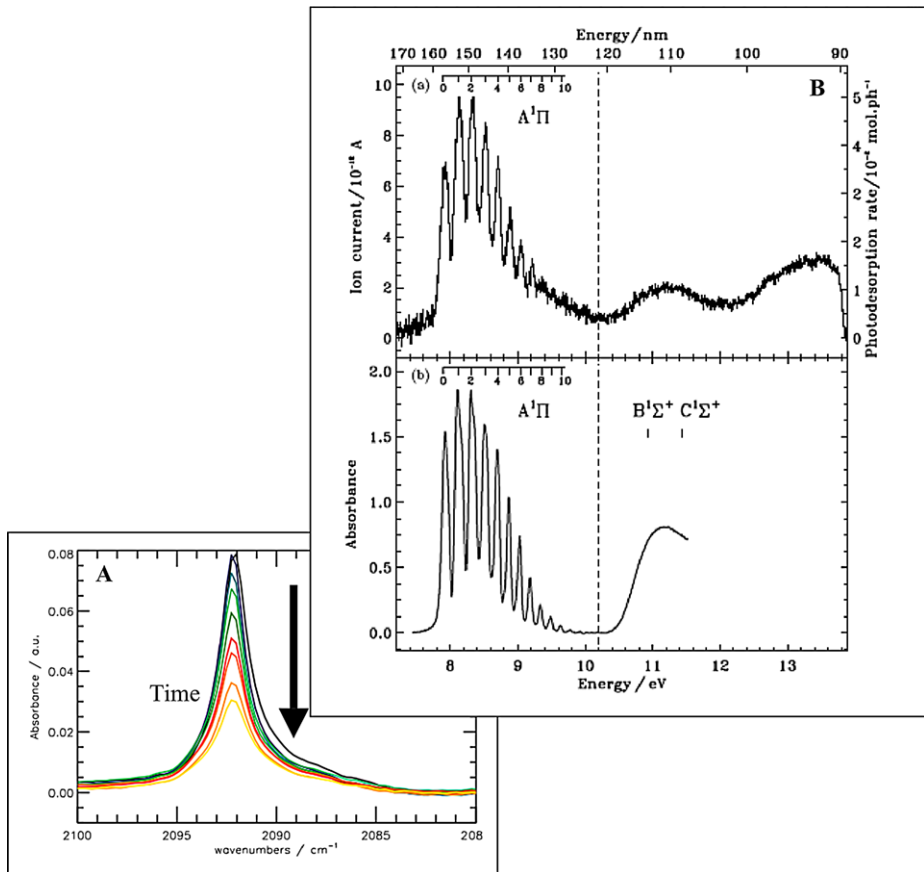 Energy/nm
170 160 150 140 130 120 110 100 90
(a)
0 2 4 6 8 10
A¹Π
B
10
8
6
4
2
0
Ion current/10⁻¹² A
5
4
3
2
1
0
Photodesorption rate/10⁻² mol.ph⁻¹
(b)
0 2 4 6 8 10
A¹Π
B¹Σ⁺ C¹Σ⁺
2.0
1.5
1.0
0.5
0.0
Absorbance
8 9 10 11 12 13
Energy/eV
A
Time
0.08
0.06
0.04
0.02
0.00
Absorbance / a.u.
2100 2095 2090 2085 208
wavenumbers / cm⁻¹